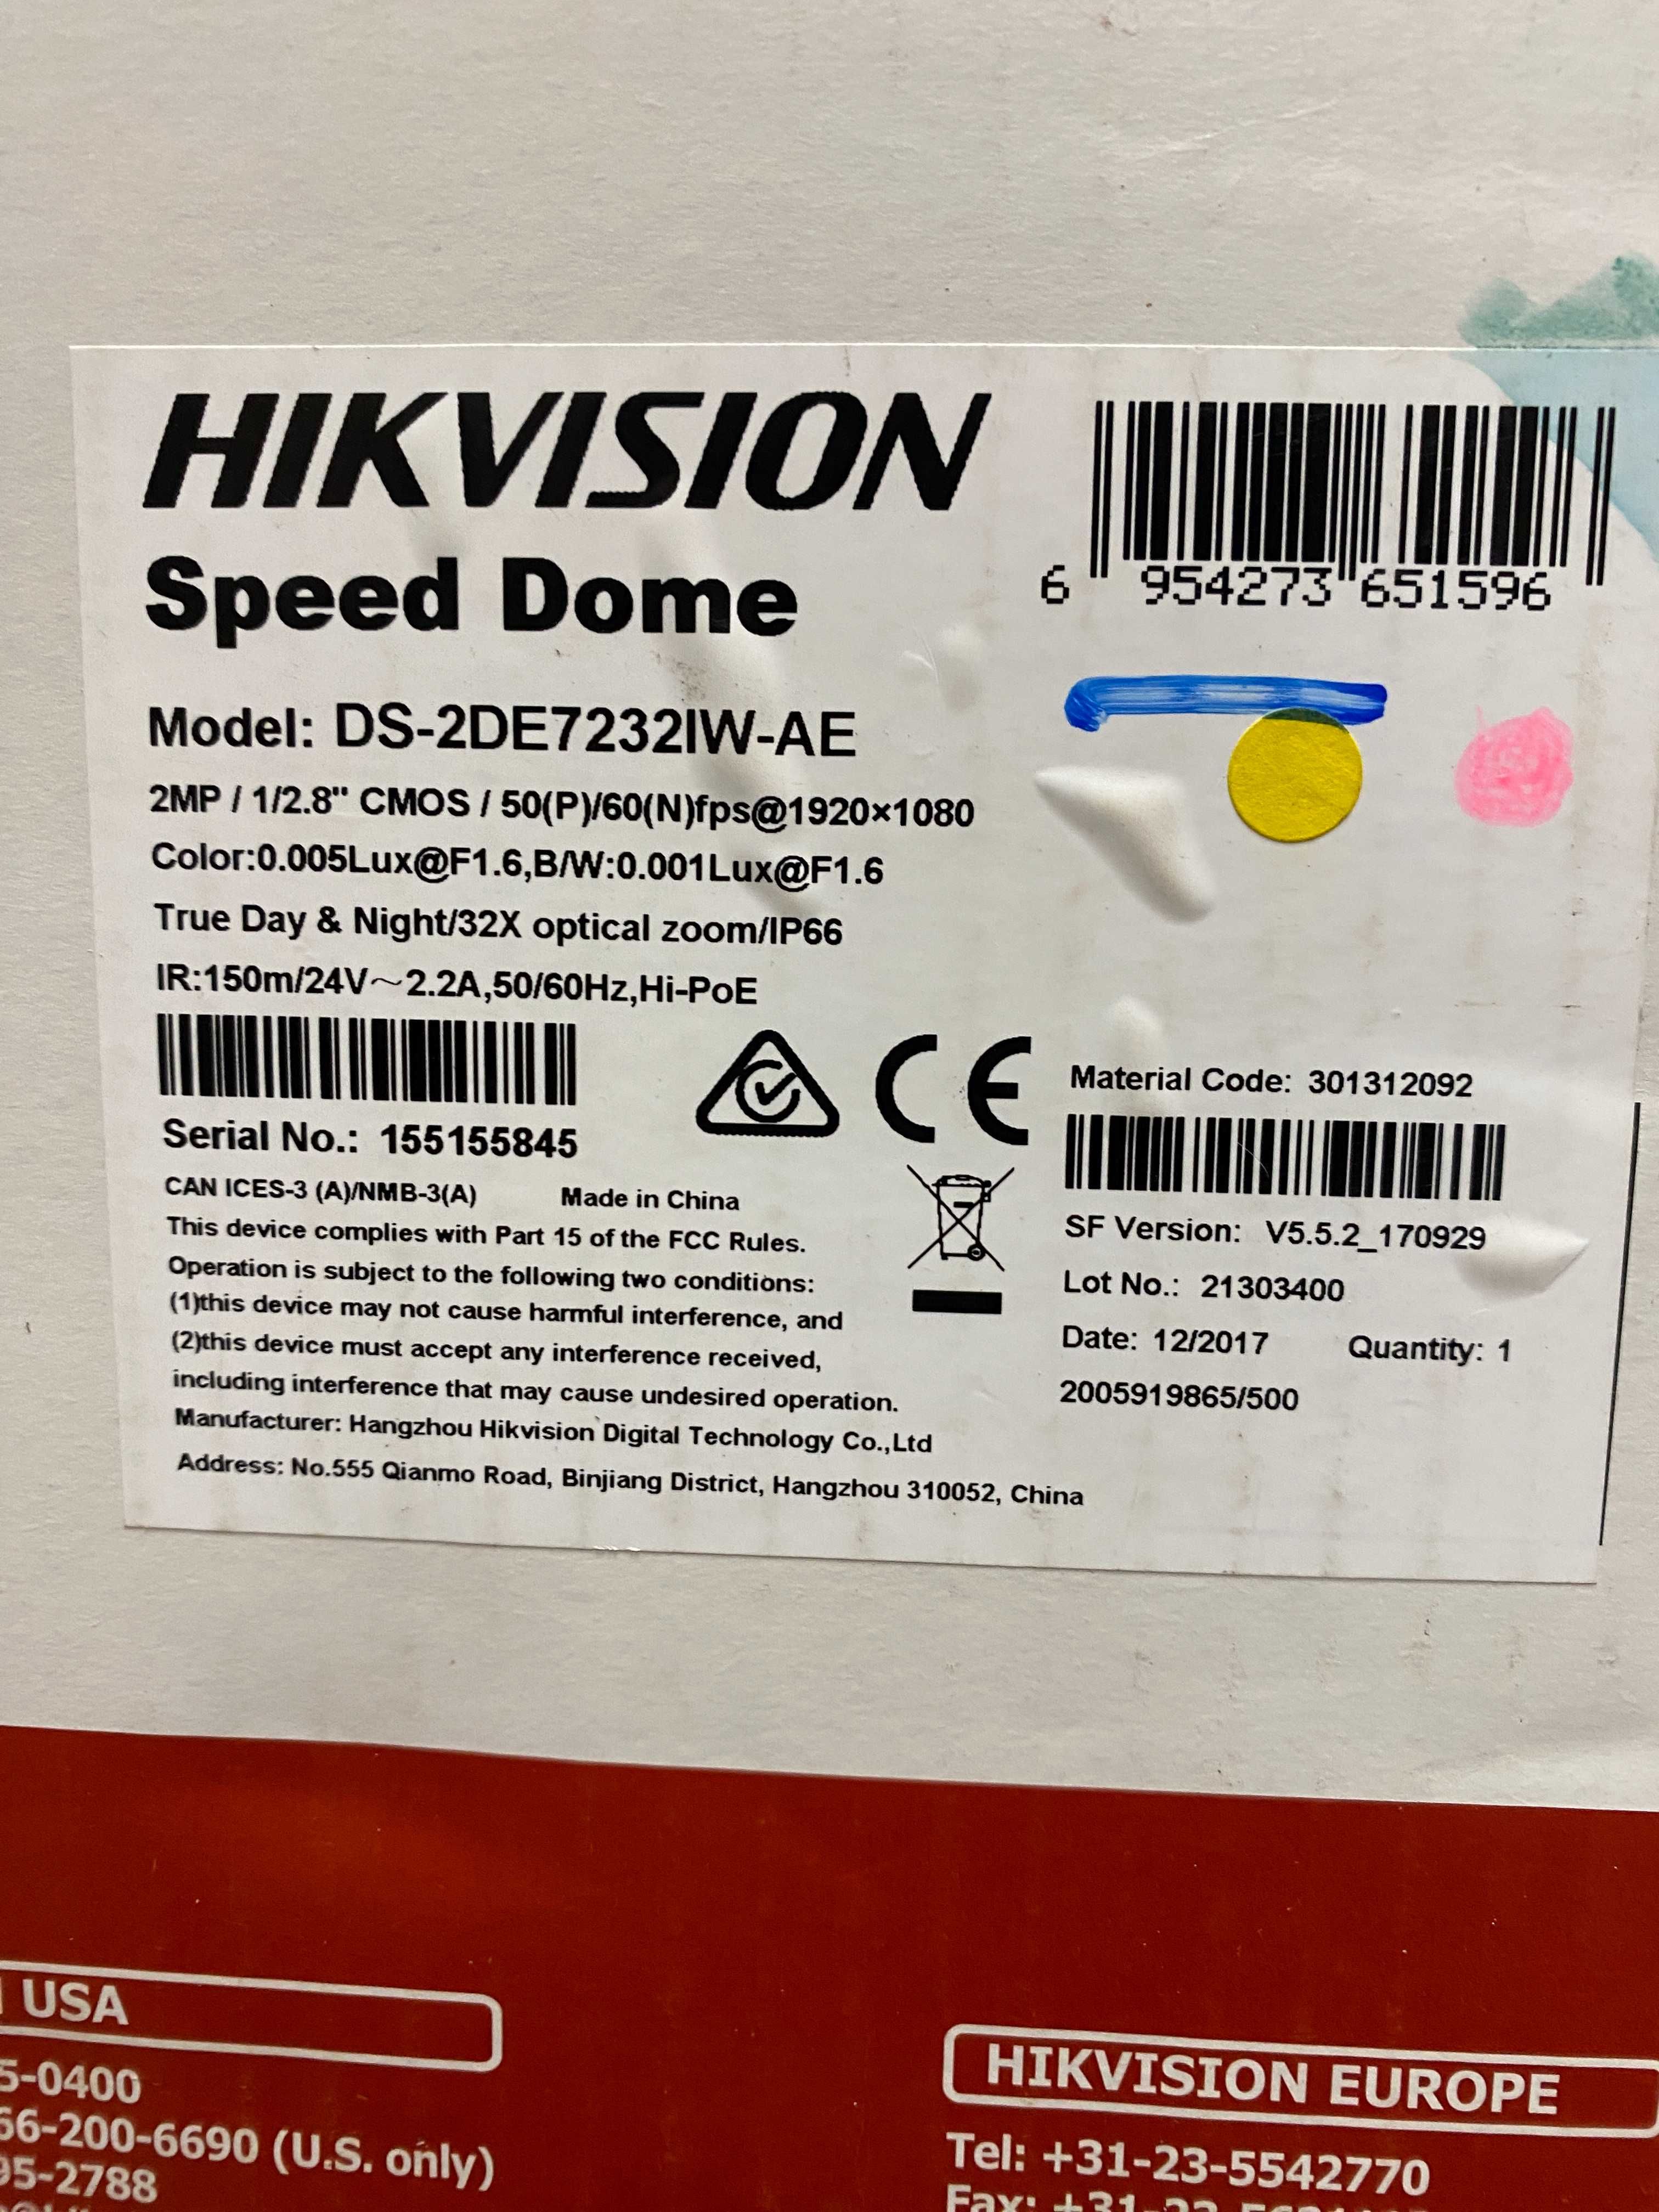 HIKVISION
Speed Dome
6 954273 651596
Model: DS-2DE7232IW-AE
2MP / 1/2.8" CMOS / 50(P)/60(N)fps@1920×1080
Color:0.005Lux@F1.6,B/W:0.001Lux@F1.6
True Day & Night/32X optical zoom/IP66
IR:150m/24V～2.2A,50/60Hz,Hi-PoE
Serial No.: 155155845
CAN ICES-3 (A)/NMB-3(A) Made in China
This device complies with Part 15 of the FCC Rules.
Operation is subject to the following two conditions:
(1)this device may not cause harmful interference, and
(2)this device must accept any interference received,
including interference that may cause undesired operation.
Manufacturer: Hangzhou Hikvision Digital Technology Co.,Ltd
Address: No.555 Qianmo Road, Binjiang District, Hangzhou 310052, China
CE
Material Code: 301312092
SF Version: V5.5.2_170929
Lot No.: 21303400
Date: 12/2017 Quantity: 1
2005919865/500
USA
5-0400
66-200-6690 (U.S. only)
95-2788
HIKVISION EUROPE
Tel: +31-23-5542770
Fax: +31-23-